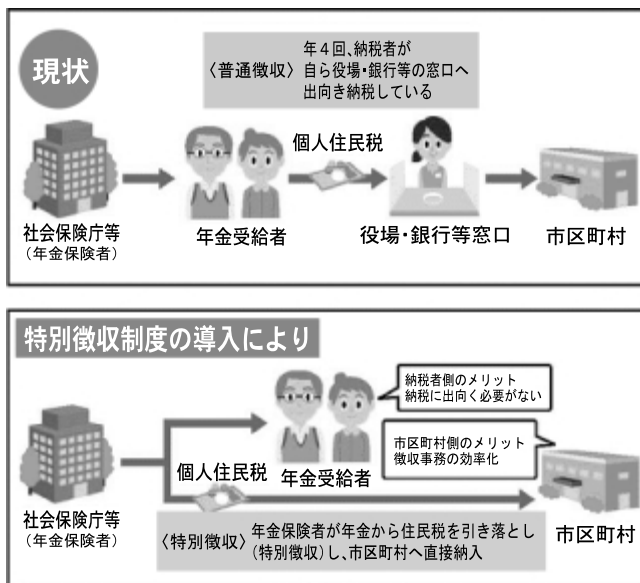 現状
〈普通徴収〉
年4回、納税者が
自ら役場・銀行等の窓口へ
出向き納税している
個人住民税
社会保険庁等
(年金保険者)
年金受給者
役場・銀行等窓口
市区町村
特別徴収制度の導入により
納税者側のメリット
納税に出向く必要がない
市区町村側のメリット
徴収事務の効率化
個人住民税
年金受給者
社会保険庁等
(年金保険者)
市区町村
〈特別徴収〉
年金保険者が年金から住民税を引き落とし
(特別徴収)し、市区町村へ直接納入